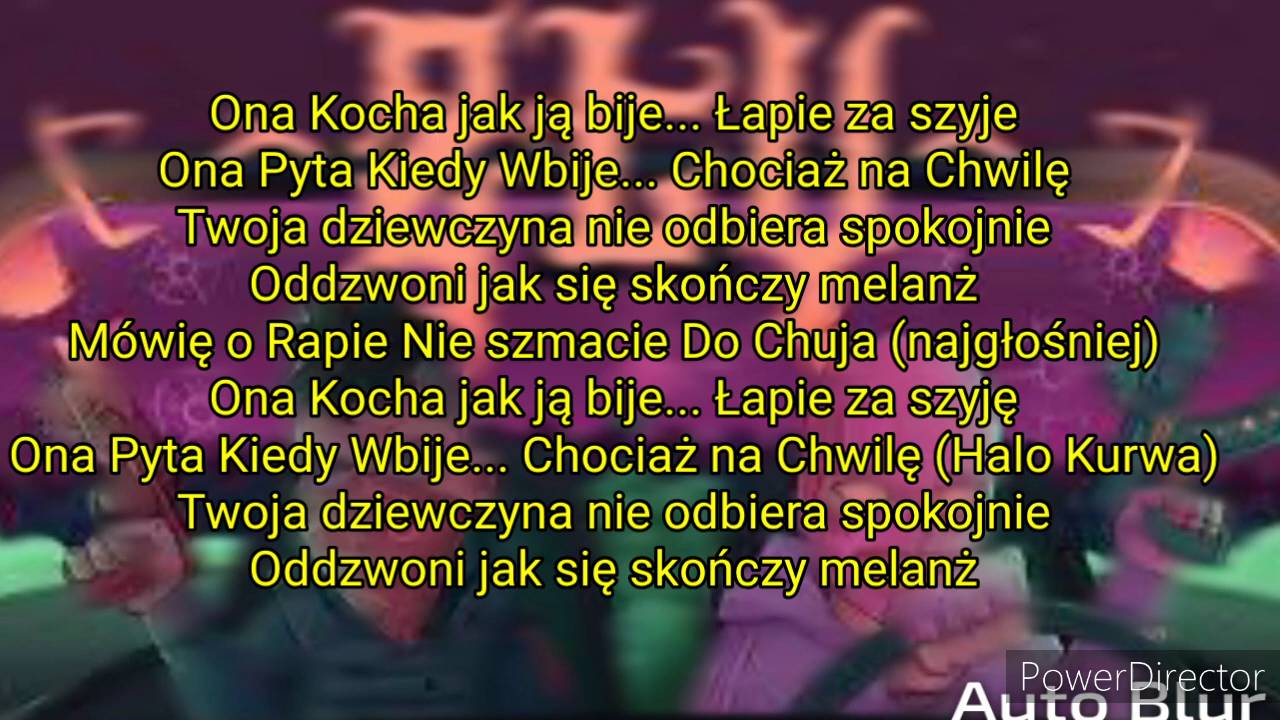 Ona Kocha jak ją bije... Łapie za szyje
Ona Pyta Kiedy Wbije... Chociaż na Chwilę
Twoja dziewczyna nie odbiera spokojnie
Oddzwoni jak się skończy melanż
Mówię o Rapie Nie szmacie Do Chuja (najgłośniej)
Ona Kocha jak ją bije... Łapie za szyję
Ona Pyta Kiedy Wbije... Chociaż na Chwilę (Halo Kurwa)
Twoja dziewczyna nie odbiera spokojnie
Oddzwoni jak się skończy melanż
PowerDirector
Auto Blur